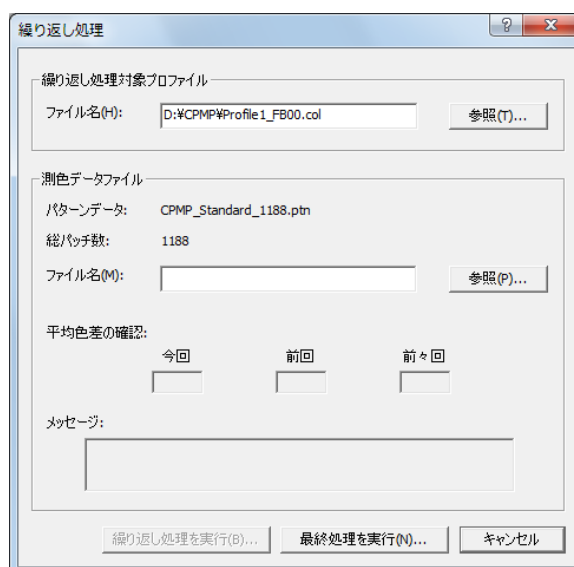 繰り返し処理
繰り返し処理対象プロファイル
ファイル名(H): D:¥CPMP¥Profile1_FB00.col 参照(T)...
測色データファイル
パターンデータ: CPMP_Standard_1188.ptn
総パッチ数: 1188
ファイル名(M): 参照(P)...
平均色差の確認:
今回 前回 前々回
メッセージ:
繰り返し処理を実行(B)... 最終処理を実行(N)... キャンセル